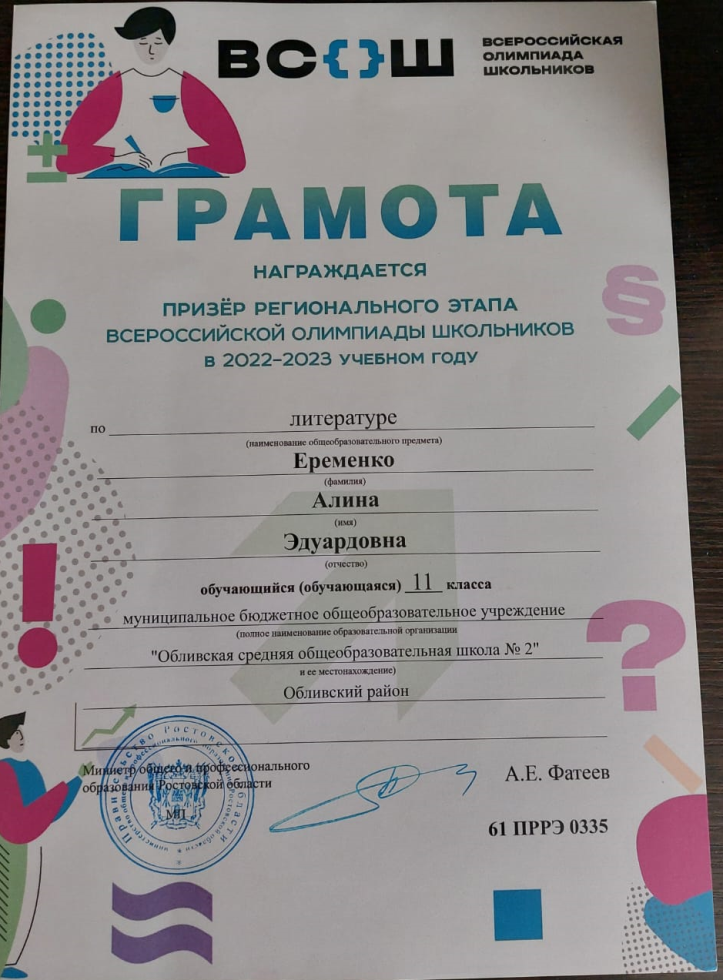 ВС{}Ш
ВСЕРОССИЙСКАЯ
ОЛИМПИАДА
ШКОЛЬНИКОВ
ГРАМОТА
НАГРАЖДАЕТСЯ
ПРИЗЁР РЕГИОНАЛЬНОГО ЭТАПА
ВСЕРОССИЙСКОЙ ОЛИМПИАДЫ ШКОЛЬНИКОВ
В 2022–2023 УЧЕБНОМ ГОДУ
по литературе
(наименование общеобразовательного предмета)
Еременко
(фамилия)
Алина
(имя)
Эдуардовна
(отчество)
обучающийся (обучающаяся) 11 класса
муниципальное бюджетное общеобразовательное учреждение
(полное наименование образовательной организации
"Обливская средняя общеобразовательная школа № 2"
и ее местонахождение)
Обливский район
Министр общего и профессионального
образования Ростовской области
МП
А.Е. Фатеев
61 ПРРЭ 0335
Правительство Ростовской области